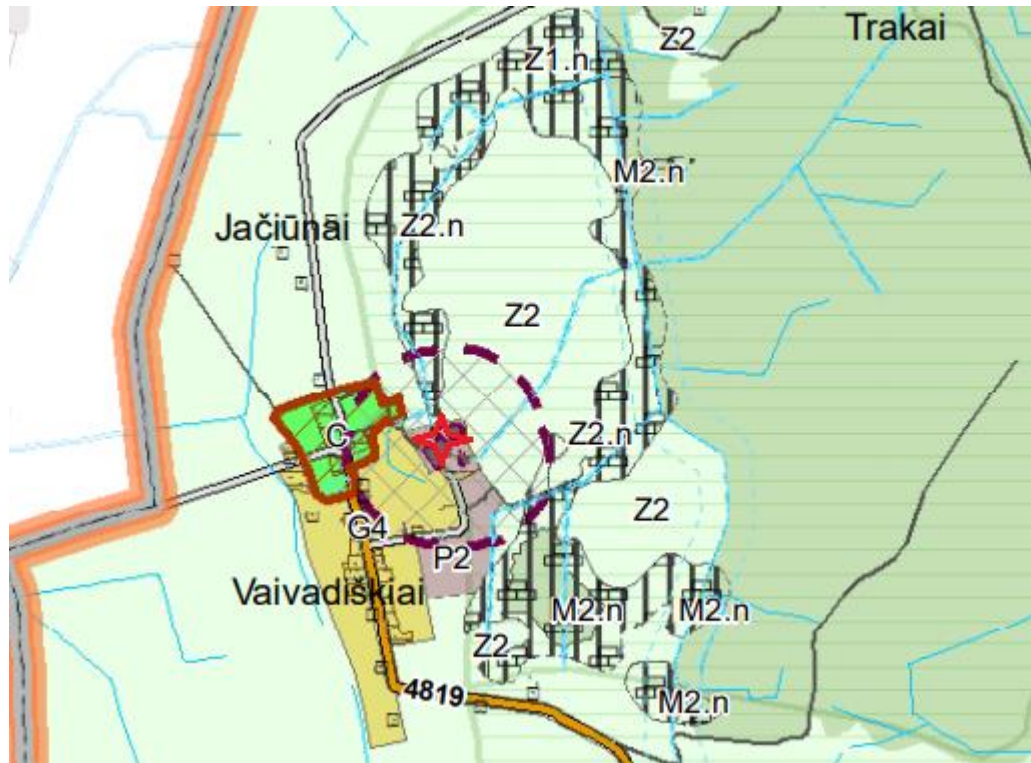 Trakai
Z2
Z1.n
M2.n
Jačiūnai
Z2.n
Z2
C
Z2.n
Z2
G4
P2
Vaivadiškiai
M2.n
M2.n
Z2
4819
M2.n